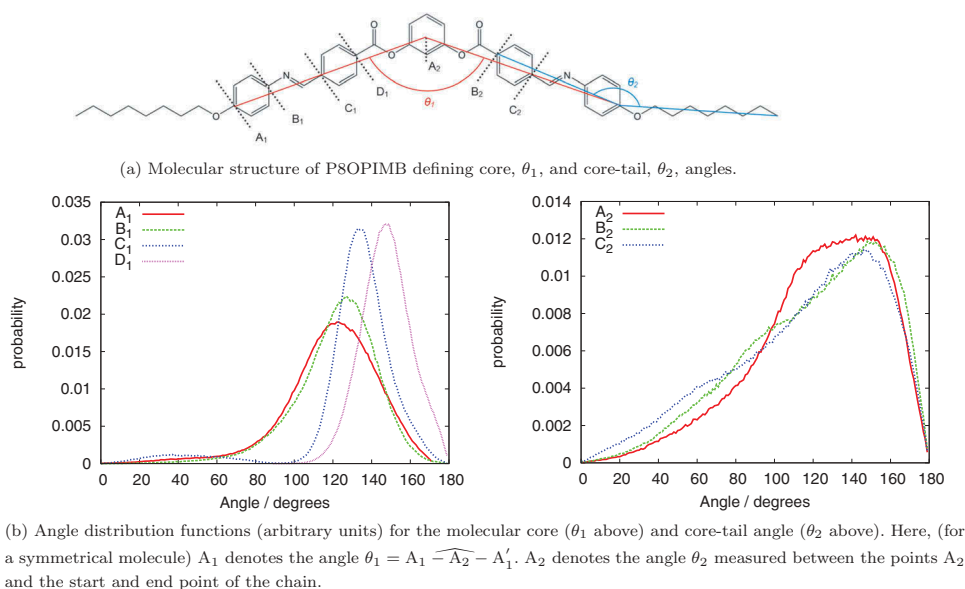 O
O
O
O
N
N
O
O
A₂
θ₁
θ₂
A₁
B₁
C₁
D₁
B₂
C₂
(a) Molecular structure of P8OPIMB defining core, θ₁, and core-tail, θ₂, angles.
0.035
0.03
0.025
0.02
0.015
0.01
0.005
0
probability
A₁
B₁
C₁
D₁
0 20 40 60 80 100 120 140 160 180
Angle / degrees
0.014
0.012
0.01
0.008
0.006
0.004
0.002
0
probability
A₂
B₂
C₂
0 20 40 60 80 100 120 140 160 180
Angle / degrees
(b) Angle distribution functions (arbitrary units) for the molecular core (θ₁ above) and core-tail angle (θ₂ above). Here, (for
a symmetrical molecule) A₁ denotes the angle θ₁ = A₁ − A₂ − A₁′. A₂ denotes the angle θ₂ measured between the points A₂
and the start and end point of the chain.